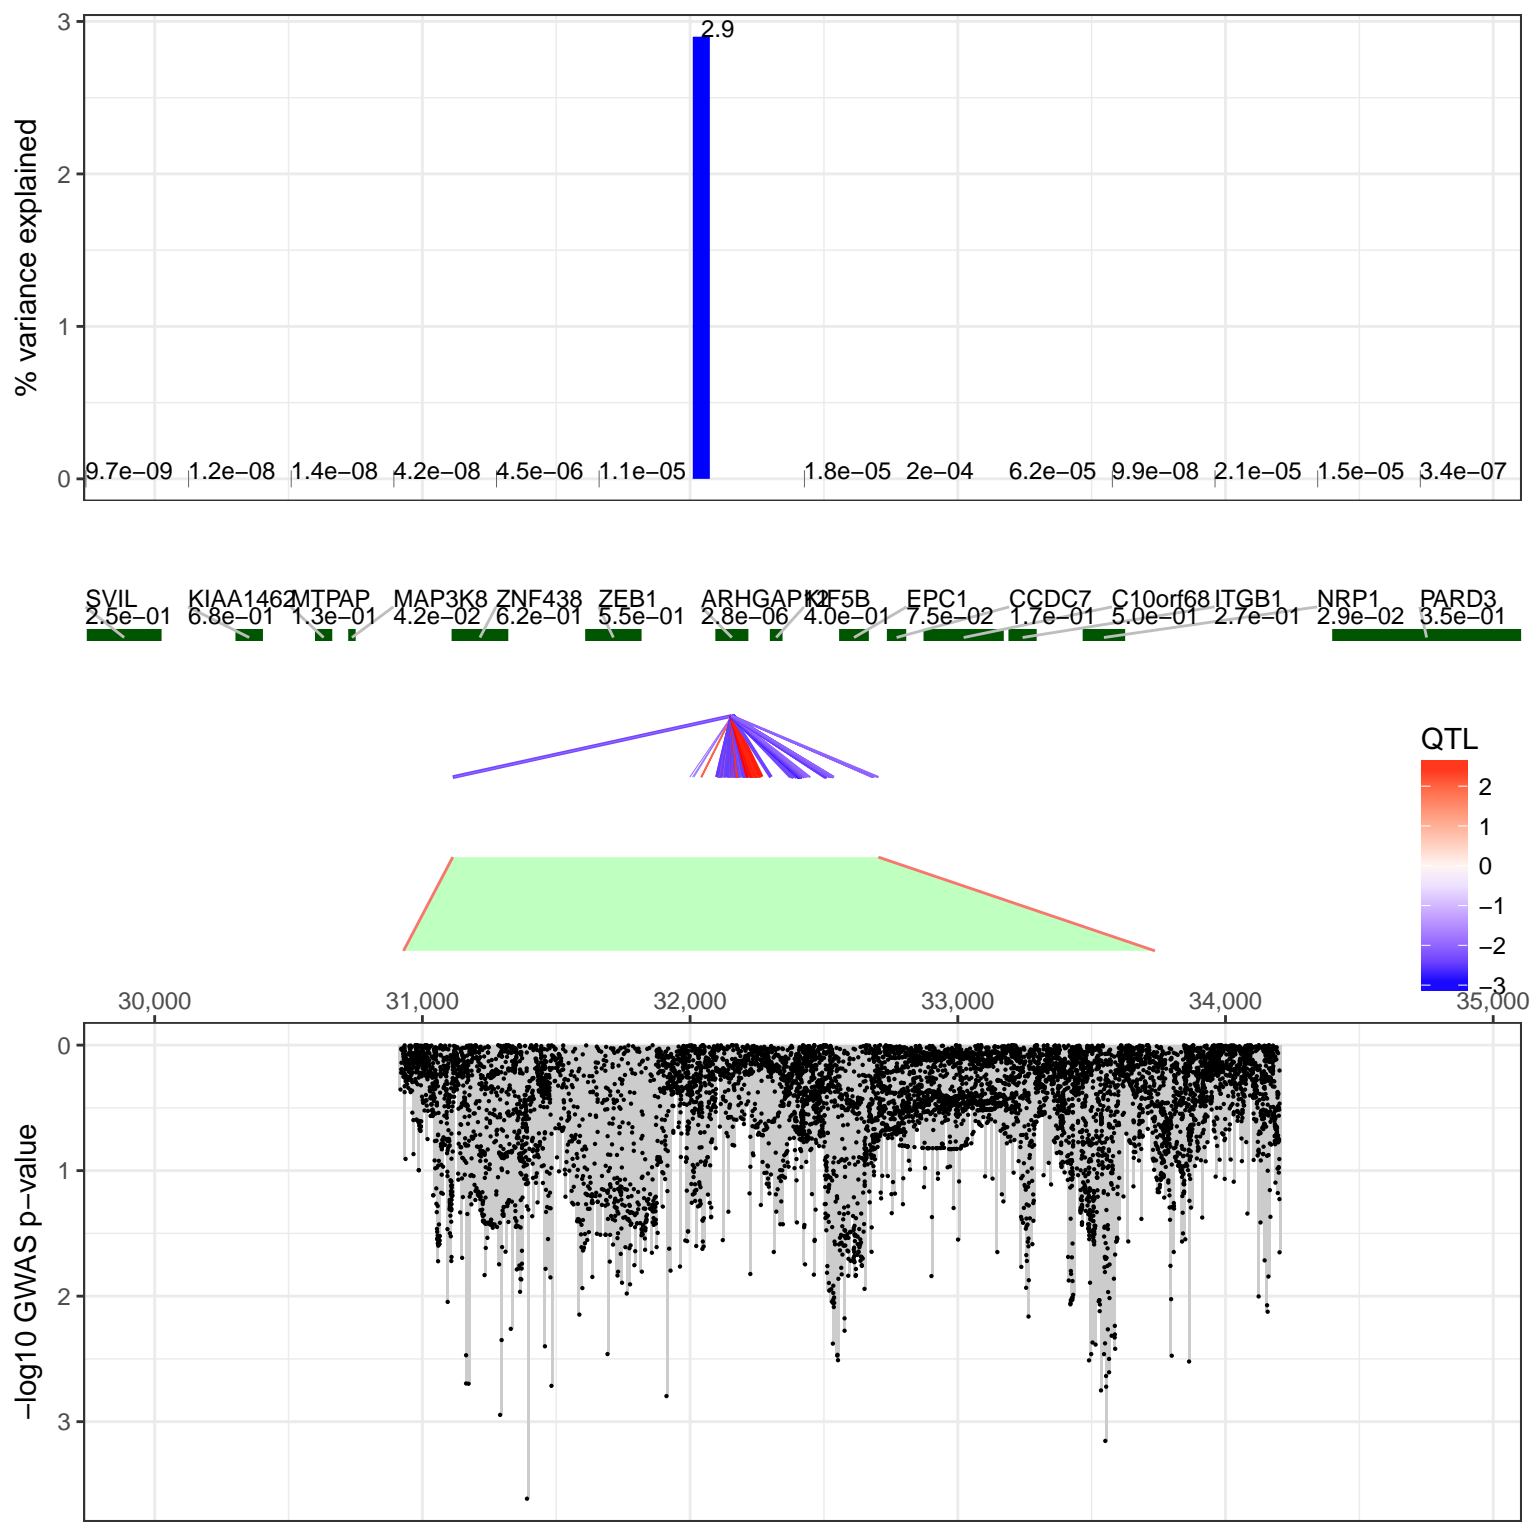 3
2.9
2
1
0
% variance explained
9.7e−09 1.2e−08 1.4e−08 4.2e−08 4.5e−06 1.1e−05 1.8e−05 2e−04 6.2e−05 9.9e−08 2.1e−05 1.5e−05 3.4e−07
SVIL KIAA1462 MTPAP MAP3K8 ZNF438 ZEB1 ARHGAP12 KIF5B EPC1 CCDC7 C10orf68 ITGB1 NRP1 PARD3
2.5e−01 6.8e−01 1.3e−01 4.2e−02 6.2e−01 5.5e−01 2.8e−06 4.0e−01 7.5e−02 1.7e−01 5.0e−01 2.7e−01 2.9e−02 3.5e−01
QTL
2
1
0
−1
−2
−3
30,000 31,000 32,000 33,000 34,000 35,000
0
1
2
3
−log10 GWAS p−value